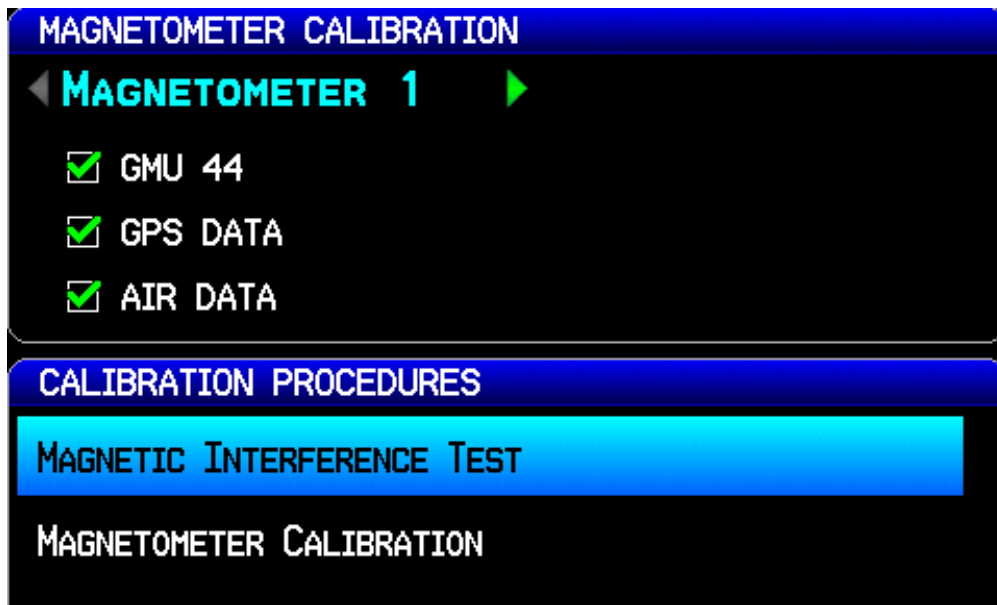 MAGNETOMETER CALIBRATION
MAGNETOMETER 1
GMU 44
GPS DATA
AIR DATA
CALIBRATION PROCEDURES
MAGNETIC INTERFERENCE TEST
MAGNETOMETER CALIBRATION